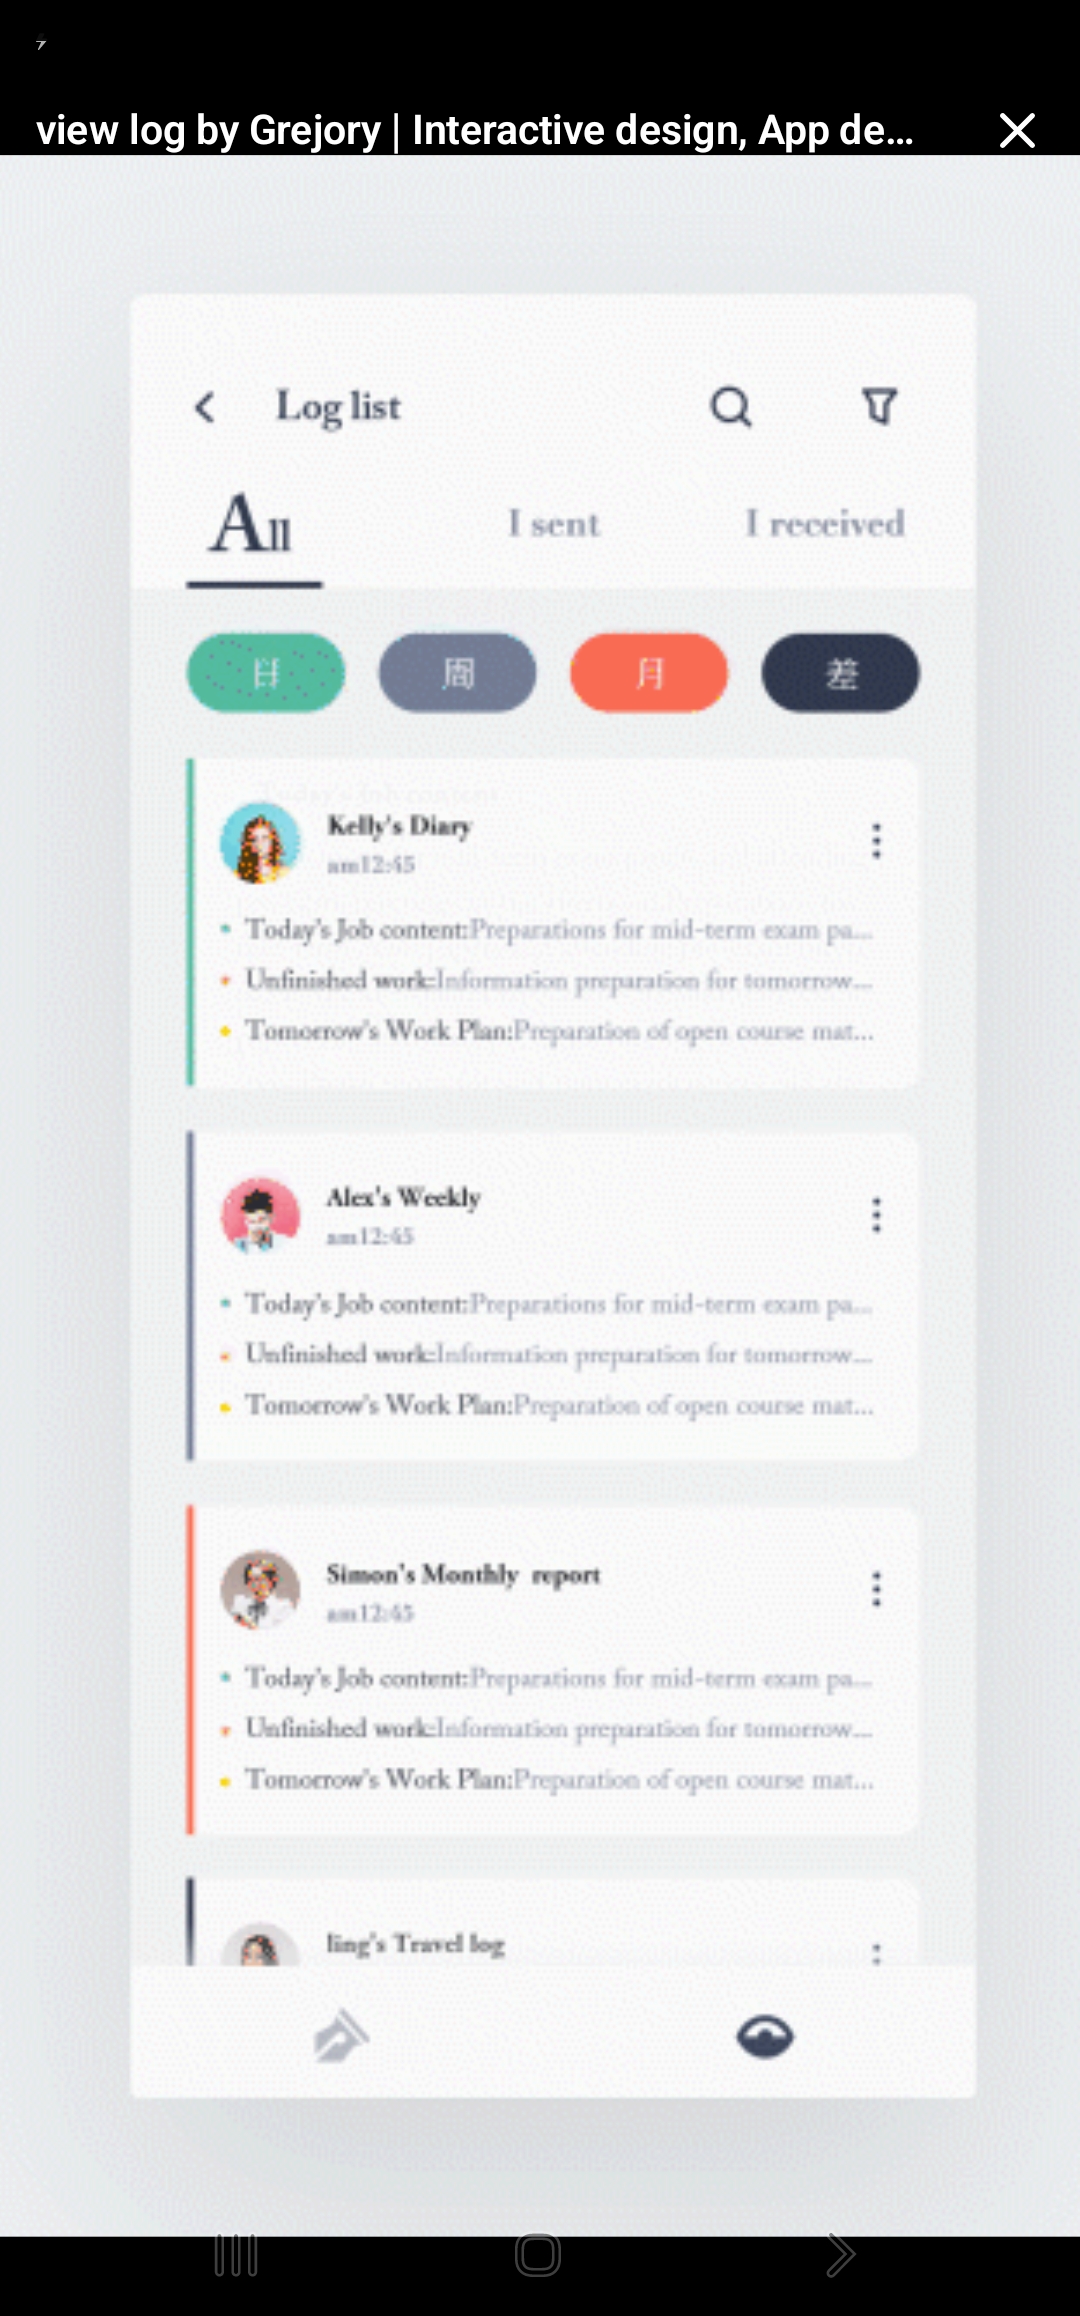 view log by Grejory | Interactive design, App de...
Log list
All
I sent
I received
日
周
月
差
Kelly's Diary
am12:45
Today's Job content:Preparations for mid-term exam pa...
Unfinished work:Information preparation for tomorrow...
Tomorrow's Work Plan:Preparation of open course mat...
Alex's Weekly
am12:45
Today's Job content:Preparations for mid-term exam pa...
Unfinished work:Information preparation for tomorrow...
Tomorrow's Work Plan:Preparation of open course mat...
Simon's Monthly report
am12:45
Today's Job content:Preparations for mid-term exam pa...
Unfinished work:Information preparation for tomorrow...
Tomorrow's Work Plan:Preparation of open course mat...
ling's Travel log